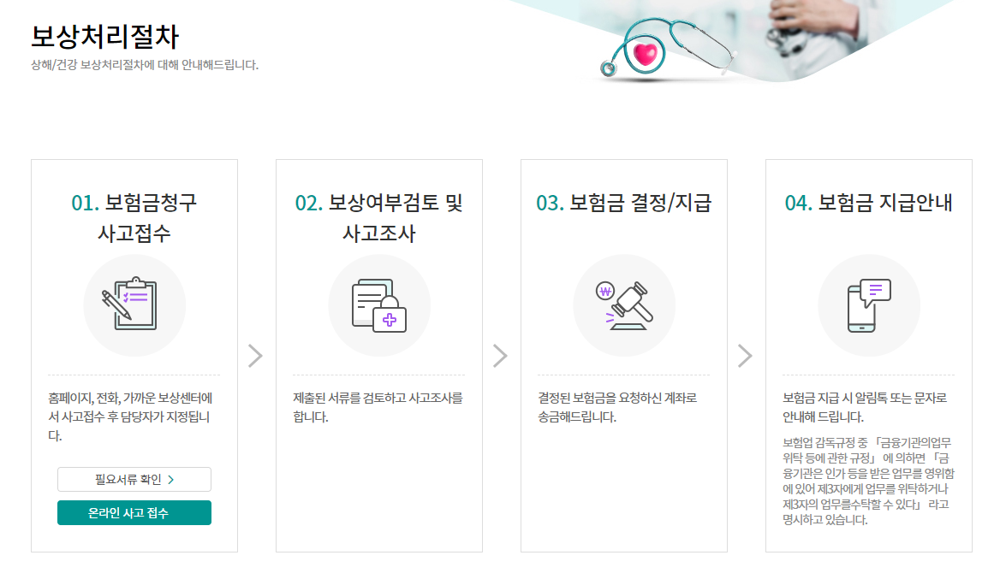 보상처리절차
상해/건강 보상처리절차에 대해 안내해드립니다.
01. 보험금청구
사고접수
홈페이지, 전화, 가까운 보상센터에
서 사고접수 후 담당자가 지정됩니
다.
필요서류 확인
온라인 사고 접수
02. 보상여부검토 및
사고조사
제출된 서류를 검토하고 사고조사를
합니다.
03. 보험금 결정/지급
₩
결정된 보험금을 요청하신 계좌로
송금해드립니다.
04. 보험금 지급안내
보험금 지급 시 알림톡 또는 문자로
안내해 드립니다.
보험업 감독규정 중 「금융기관의업무
위탁 등에 관한 규정」 에 의하면 「금
융기관은 인가 등을 받은 업무를 영위함
에 있어 제3자에게 업무를 위탁하거나
제3자의 업무를수탁할 수 있다」 라고
명시하고 있습니다.